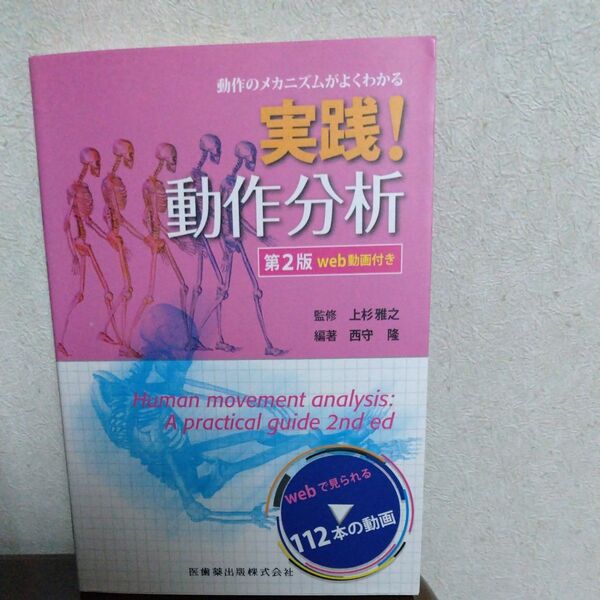 動作のメカニズムがよくわかる
実践!
動作分析
第2版 web動画付き
監修 上杉雅之
編著 西守 隆
Human movement analysis:
A practical guide 2nd ed
webで見られる
112本の動画
医歯薬出版株式会社